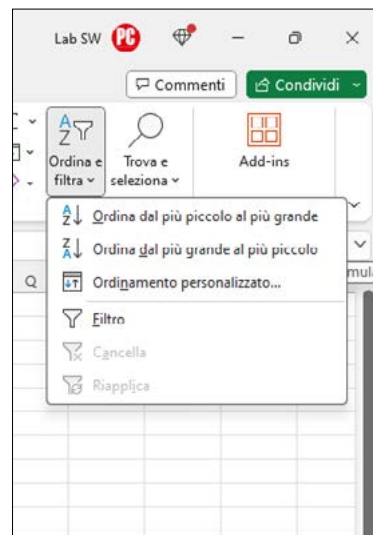 Lab SW PC
Commenti
Condividi
Ordina e filtra
Trova e seleziona
Add-ins
Ordina dal più piccolo al più grande
Ordina dal più grande al più piccolo
Ordinamento personalizzato...
Filtro
Cancella
Riapplica
Q